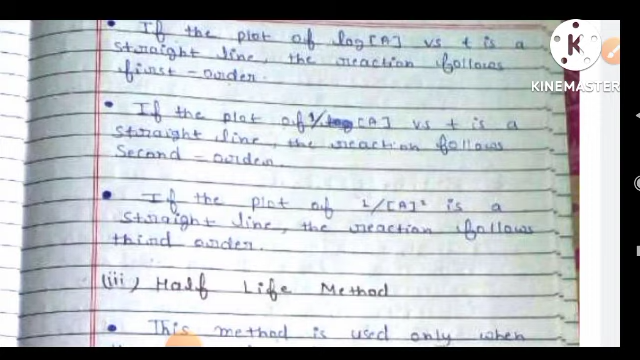 • If the plot of log[A] vs t is a
straight line, the reaction follows
first - order.
• If the plot of 1/[A] vs t is a
straight line, the reaction follows
Second - order.
• If the plot of 1/[A]² is a
straight line, the reaction follows
third order.
(iii) Half Life Method
• This method is used only when
K
KINEMASTER